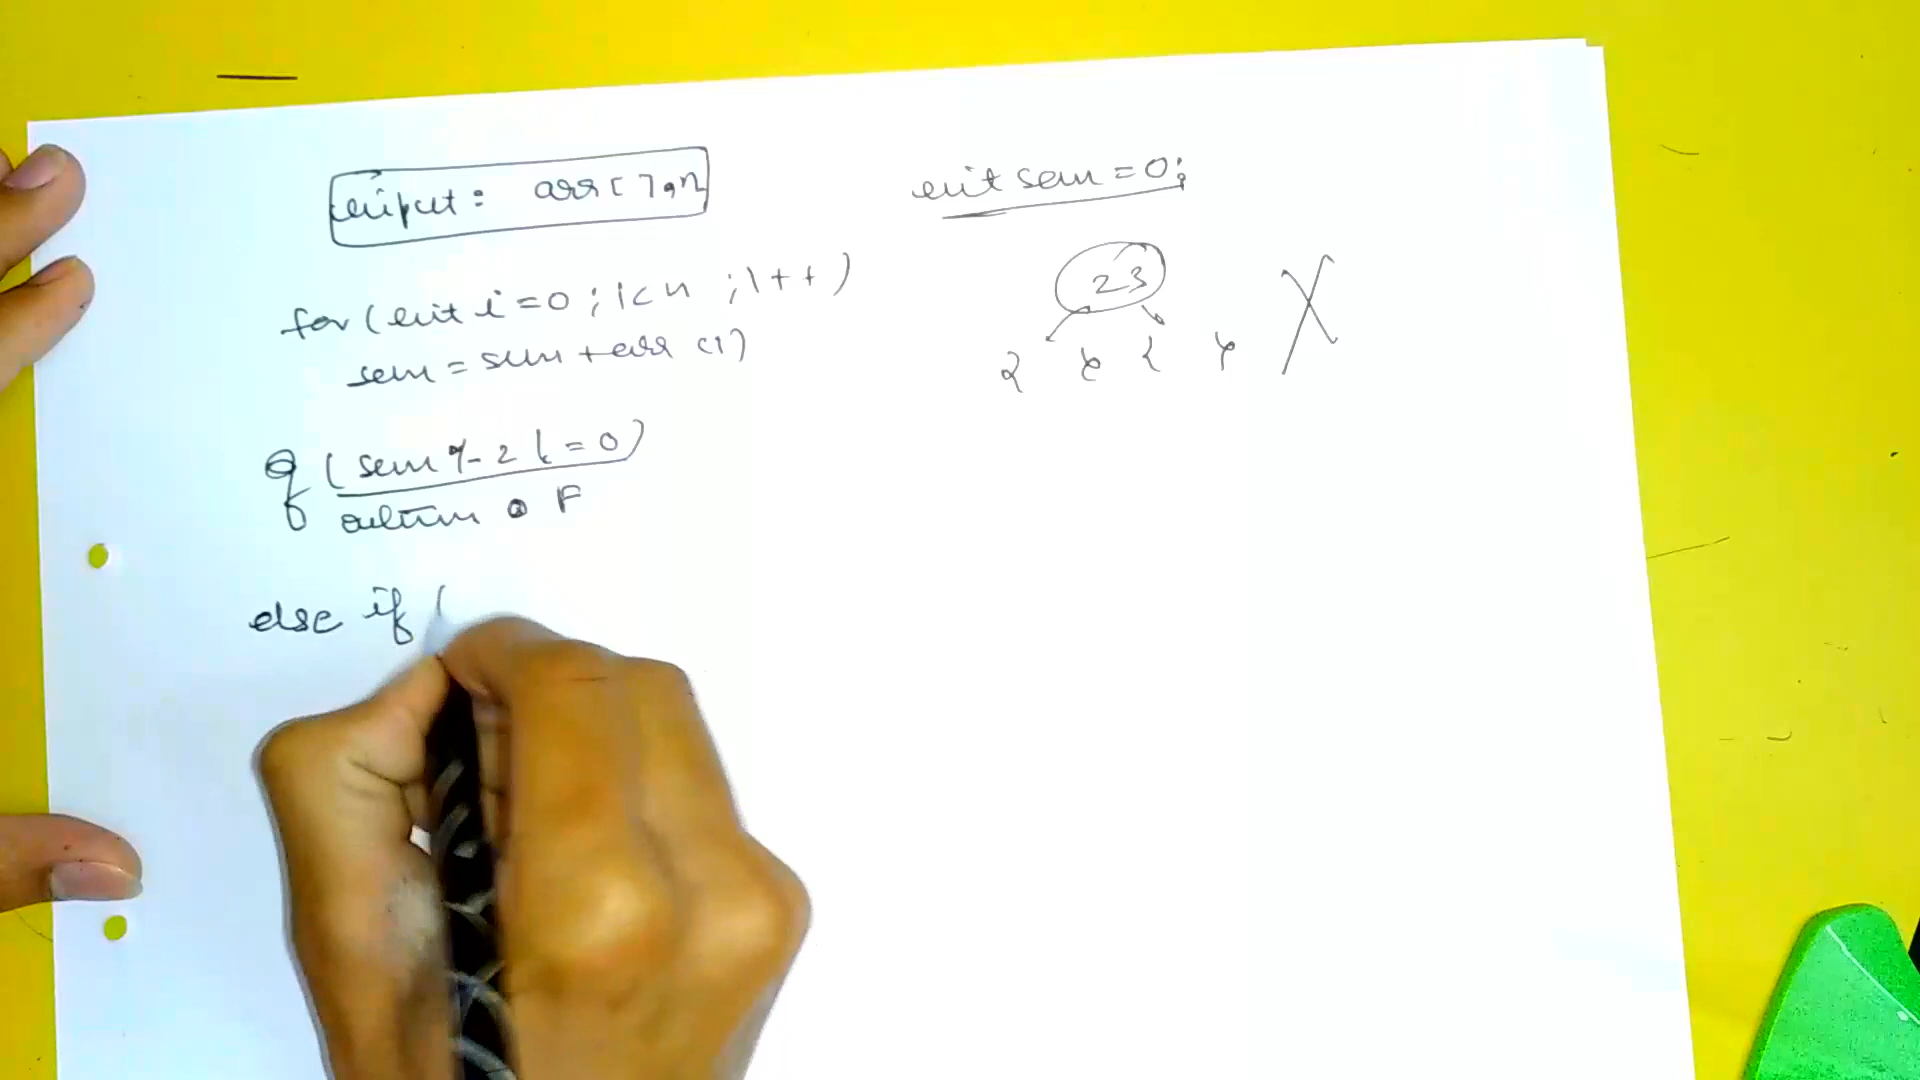 input: arr[],n
int sum=0;
for(int i=0;i<n;i++)
sum=sum+arr(i)
23
{ } { }
if(sum%2!=0)
return F
else if(